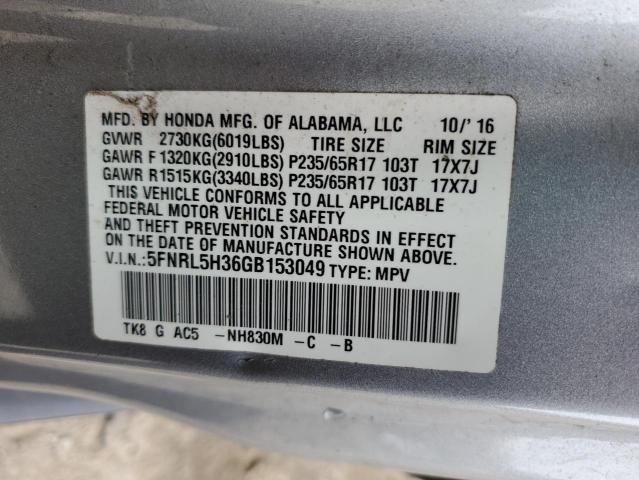 MFD. BY HONDA MFG. OF ALABAMA, LLC 10/'16
GVWR 2730KG(6019LBS) TIRE SIZE RIM SIZE
GAWR F 1320KG(2910LBS) P235/65R17 103T 17X7J
GAWR R1515KG(3340LBS) P235/65R17 103T 17X7J
THIS VEHICLE CONFORMS TO ALL APPLICABLE
FEDERAL MOTOR VEHICLE SAFETY
AND THEFT PREVENTION STANDARDS IN EFFECT
ON THE DATE OF MANUFACTURE SHOWN ABOVE.
V.I.N.:5FNRL5H36GB153049 TYPE: MPV
TK8 G AC5 -NH830M -C -B